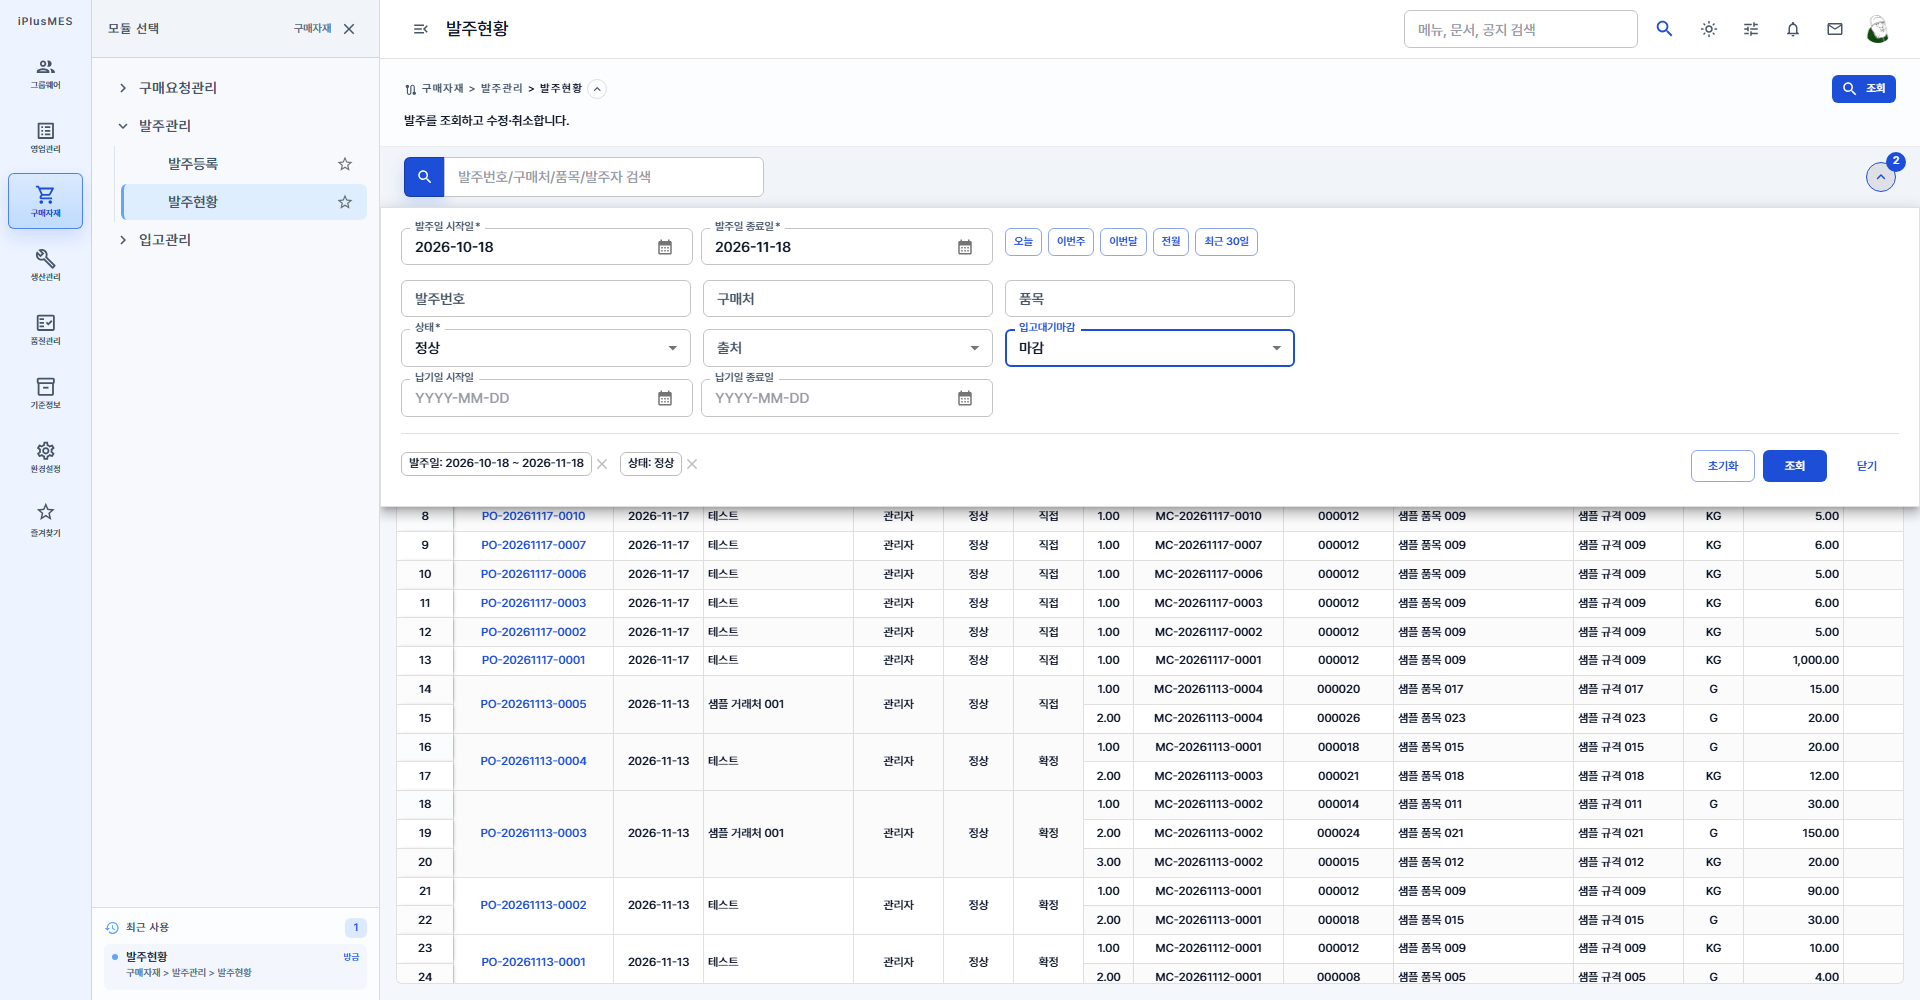 iPlusMES
그룹웨어
영업관리
구매자재
생산관리
품질관리
기준정보
환경설정
즐겨찾기
모듈 선택
구매자재
구매요청관리
발주관리
발주등록
발주현황
입고관리
최근 사용
1
발주현황
방금
구매자재 > 발주관리 > 발주현황
발주현황
메뉴, 문서, 공지 검색
구매자재 > 발주관리 > 발주현황
조회
발주를 조회하고 수정·취소합니다.
발주번호/구매처/품목/발주자 검색
2
발주일 시작일 *
2026-10-18
발주일 종료일 *
2026-11-18
오늘
이번주
이번달
전월
최근 30일
발주번호
구매처
품목
상태 *
정상
출처
입고대기마감
마감
납기일 시작일
YYYY-MM-DD
납기일 종료일
YYYY-MM-DD
발주일: 2026-10-18 ~ 2026-11-18
상태: 정상
초기화
조회
닫기
8 PO-20261117-0010 2026-11-17 테스트 관리자 정상 직접 1.00 MC-20261117-0010 000012 샘플 품목 009 샘플 규격 009 KG 5.00
9 PO-20261117-0007 2026-11-17 테스트 관리자 정상 직접 1.00 MC-20261117-0007 000012 샘플 품목 009 샘플 규격 009 KG 6.00
10 PO-20261117-0006 2026-11-17 테스트 관리자 정상 직접 1.00 MC-20261117-0006 000012 샘플 품목 009 샘플 규격 009 KG 5.00
11 PO-20261117-0003 2026-11-17 테스트 관리자 정상 직접 1.00 MC-20261117-0003 000012 샘플 품목 009 샘플 규격 009 KG 6.00
12 PO-20261117-0002 2026-11-17 테스트 관리자 정상 직접 1.00 MC-20261117-0002 000012 샘플 품목 009 샘플 규격 009 KG 5.00
13 PO-20261117-0001 2026-11-17 테스트 관리자 정상 직접 1.00 MC-20261117-0001 000012 샘플 품목 009 샘플 규격 009 KG 1,000.00
14 PO-20261113-0005 2026-11-13 샘플 거래처 001 관리자 정상 직접 1.00 MC-20261113-0004 000020 샘플 품목 017 샘플 규격 017 G 15.00
15 2.00 MC-20261113-0004 000026 샘플 품목 023 샘플 규격 023 G 20.00
16 PO-20261113-0004 2026-11-13 테스트 관리자 정상 확정 1.00 MC-20261113-0001 000018 샘플 품목 015 샘플 규격 015 G 20.00
17 2.00 MC-20261113-0003 000021 샘플 품목 018 샘플 규격 018 KG 12.00
18 1.00 MC-20261113-0002 000014 샘플 품목 011 샘플 규격 011 G 30.00
19 PO-20261113-0003 2026-11-13 샘플 거래처 001 관리자 정상 확정 2.00 MC-20261113-0002 000024 샘플 품목 021 샘플 규격 021 G 150.00
20 3.00 MC-20261113-0002 000015 샘플 품목 012 샘플 규격 012 KG 20.00
21 PO-20261113-0002 2026-11-13 테스트 관리자 정상 확정 1.00 MC-20261113-0001 000012 샘플 품목 009 샘플 규격 009 KG 90.00
22 2.00 MC-20261113-0001 000018 샘플 품목 015 샘플 규격 015 G 30.00
23 PO-20261113-0001 2026-11-13 테스트 관리자 정상 확정 1.00 MC-20261112-0001 000012 샘플 품목 009 샘플 규격 009 KG 10.00
24 2.00 MC-20261112-0001 000008 샘플 품목 005 샘플 규격 005 G 4.00